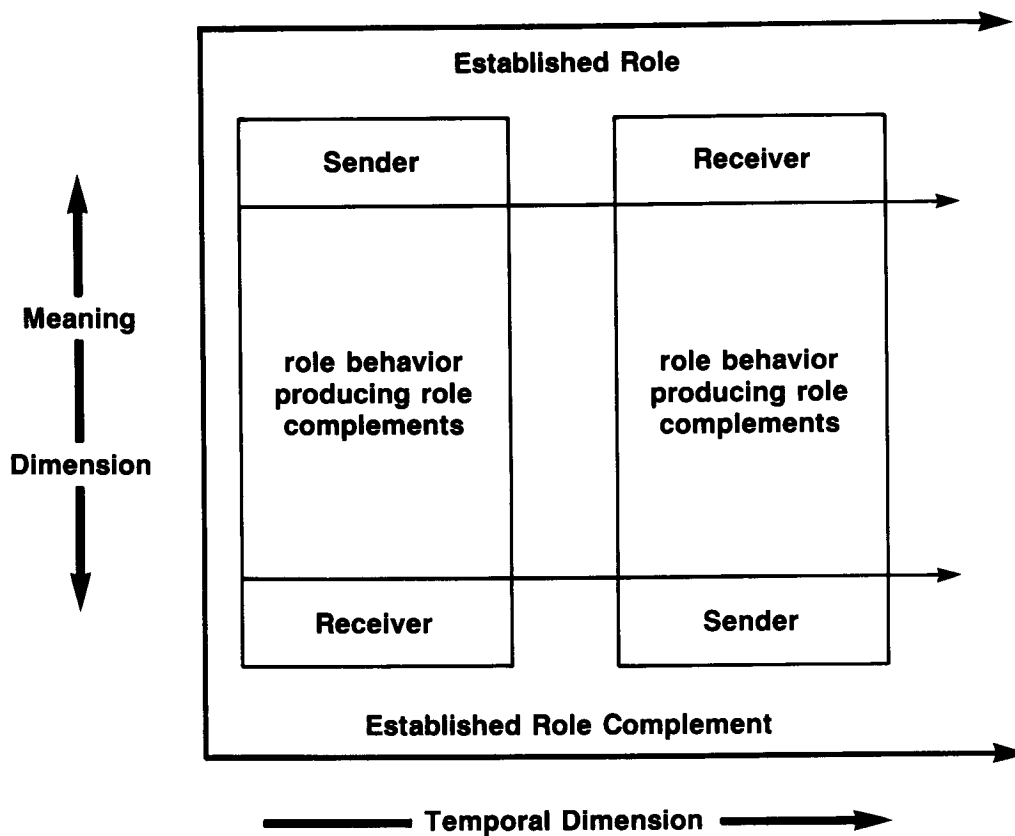 Established Role
Sender
Receiver
Meaning
Dimension
role behavior
producing role
complements
role behavior
producing role
complements
Receiver
Sender
Established Role Complement
Temporal Dimension